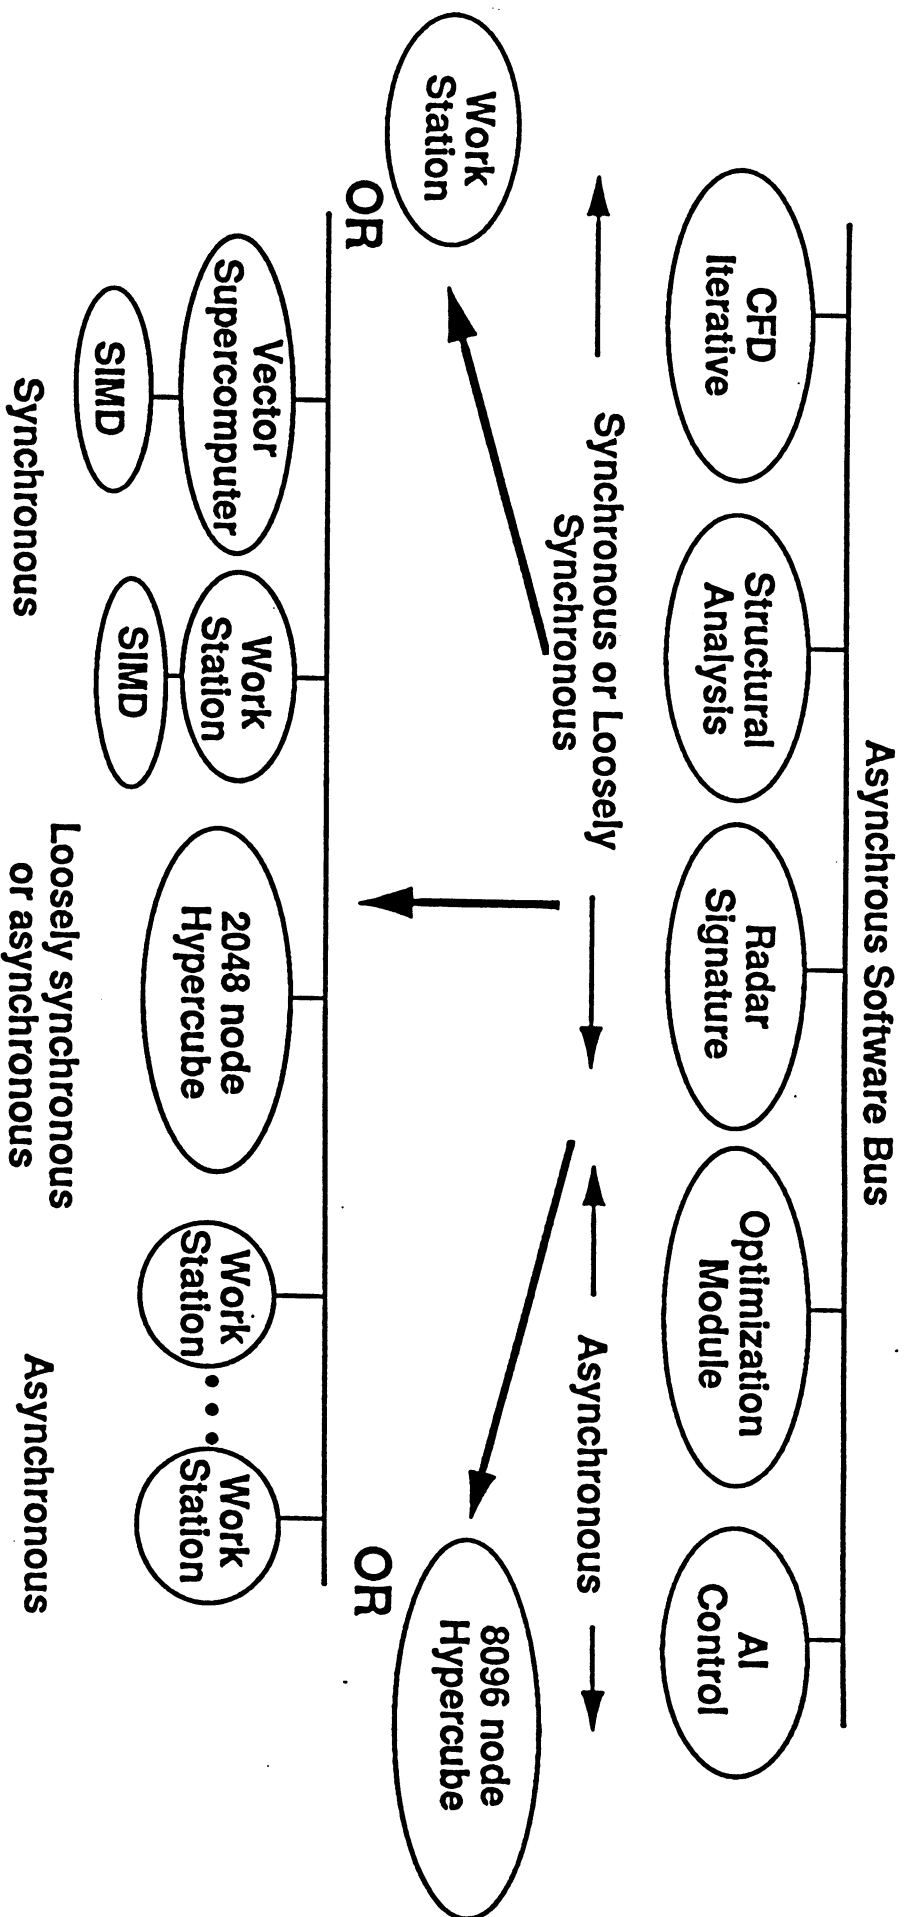 Asynchrous Software Bus
CFD
Iterative
Structural
Analysis
Radar
Signature
Optimization
Module
AI
Control
Synchronous or Loosely
Synchronous
Asynchronous
Work
Station
8096 node
Hypercube
OR
OR
Vector
Supercomputer
SIMD
Work
Station
SIMD
2048 node
Hypercube
Work
Station
Work
Station
Synchronous
Loosely synchronous
or asynchronous
Asynchronous